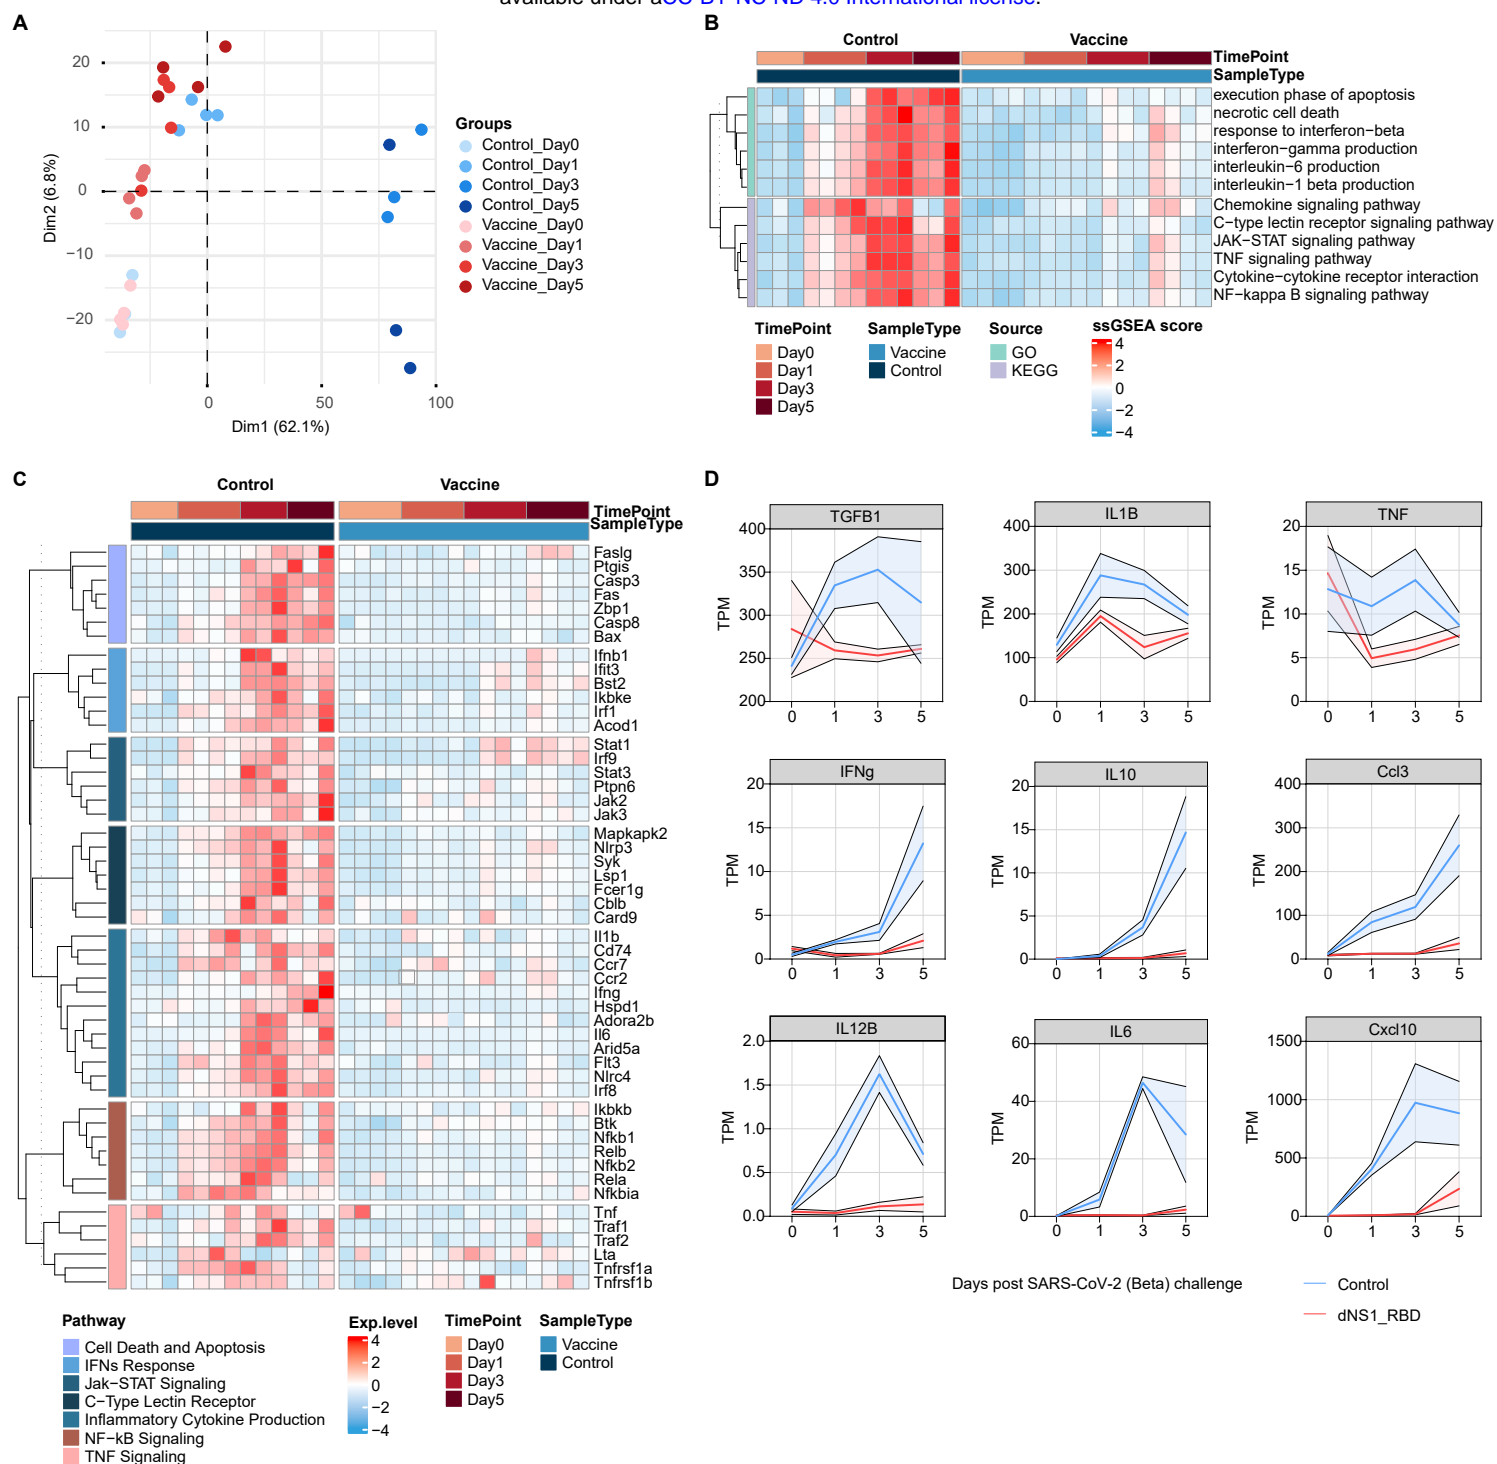 available under aCC-BY-NC-ND 4.0 International license.
A
20
10
0
−10
−20
Dim2 (6.8%)
0
50
100
Dim1 (62.1%)
Groups
Control_Day0
Control_Day1
Control_Day3
Control_Day5
Vaccine_Day0
Vaccine_Day1
Vaccine_Day3
Vaccine_Day5
B
Control
Vaccine
TimePoint
SampleType
execution phase of apoptosis
necrotic cell death
response to interferon−beta
interferon−gamma production
interleukin−6 production
interleukin−1 beta production
Chemokine signaling pathway
C−type lectin receptor signaling pathway
JAK−STAT signaling pathway
TNF signaling pathway
Cytokine−cytokine receptor interaction
NF−kappa B signaling pathway
TimePoint
Day0
Day1
Day3
Day5
SampleType
Vaccine
Control
Source
GO
KEGG
ssGSEA score
4
2
0
−2
−4
C
Control
Vaccine
TimePoint
SampleType
Faslg
Ptgis
Casp3
Fas
Zbp1
Casp8
Bax
Ifnb1
Ifit3
Bst2
Ikbke
Irf1
Acod1
Stat1
Irf9
Stat3
Ptpn6
Jak2
Jak3
Mapkapk2
Nlrp3
Syk
Lsp1
Fcer1g
Cblb
Card9
Il1b
Cd74
Ccr7
Ccr2
Ifng
Hspd1
Adora2b
Il6
Arid5a
Flt3
Nlrc4
Irf8
Ikbkb
Btk
Nfkb1
Relb
Nfkb2
Rela
Nfkbia
Tnf
Traf1
Traf2
Lta
Tnfrsf1a
Tnfrsf1b
Pathway
Cell Death and Apoptosis
IFNs Response
Jak−STAT Signaling
C−Type Lectin Receptor
Inflammatory Cytokine Production
NF−kB Signaling
TNF Signaling
Exp.level
4
2
0
−2
−4
TimePoint
Day0
Day1
Day3
Day5
SampleType
Vaccine
Control
D
TGFB1
400
350
300
250
200
TPM
0 1 3 5
IL1B
400
300
200
100
0
TPM
0 1 3 5
TNF
20
15
10
5
0
TPM
0 1 3 5
IFNg
20
15
10
5
0
TPM
0 1 3 5
IL10
20
15
10
5
0
TPM
0 1 3 5
Ccl3
400
300
200
100
0
TPM
0 1 3 5
IL12B
2.0
1.5
1.0
0.5
0.0
TPM
0 1 3 5
IL6
60
40
20
0
TPM
0 1 3 5
Cxcl10
1500
1000
500
0
TPM
0 1 3 5
Days post SARS-CoV-2 (Beta) challenge
Control
dNS1_RBD